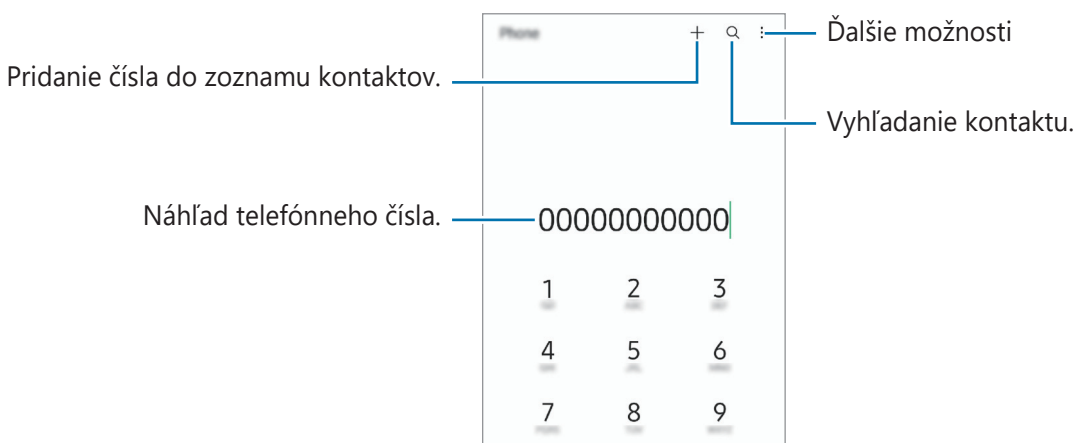 Phone
Ďalšie možnosti
Pridanie čísla do zoznamu kontaktov.
Vyhľadanie kontaktu.
Náhľad telefónneho čísla.
00000000000
1 2 3
4 5 6
7 8 9